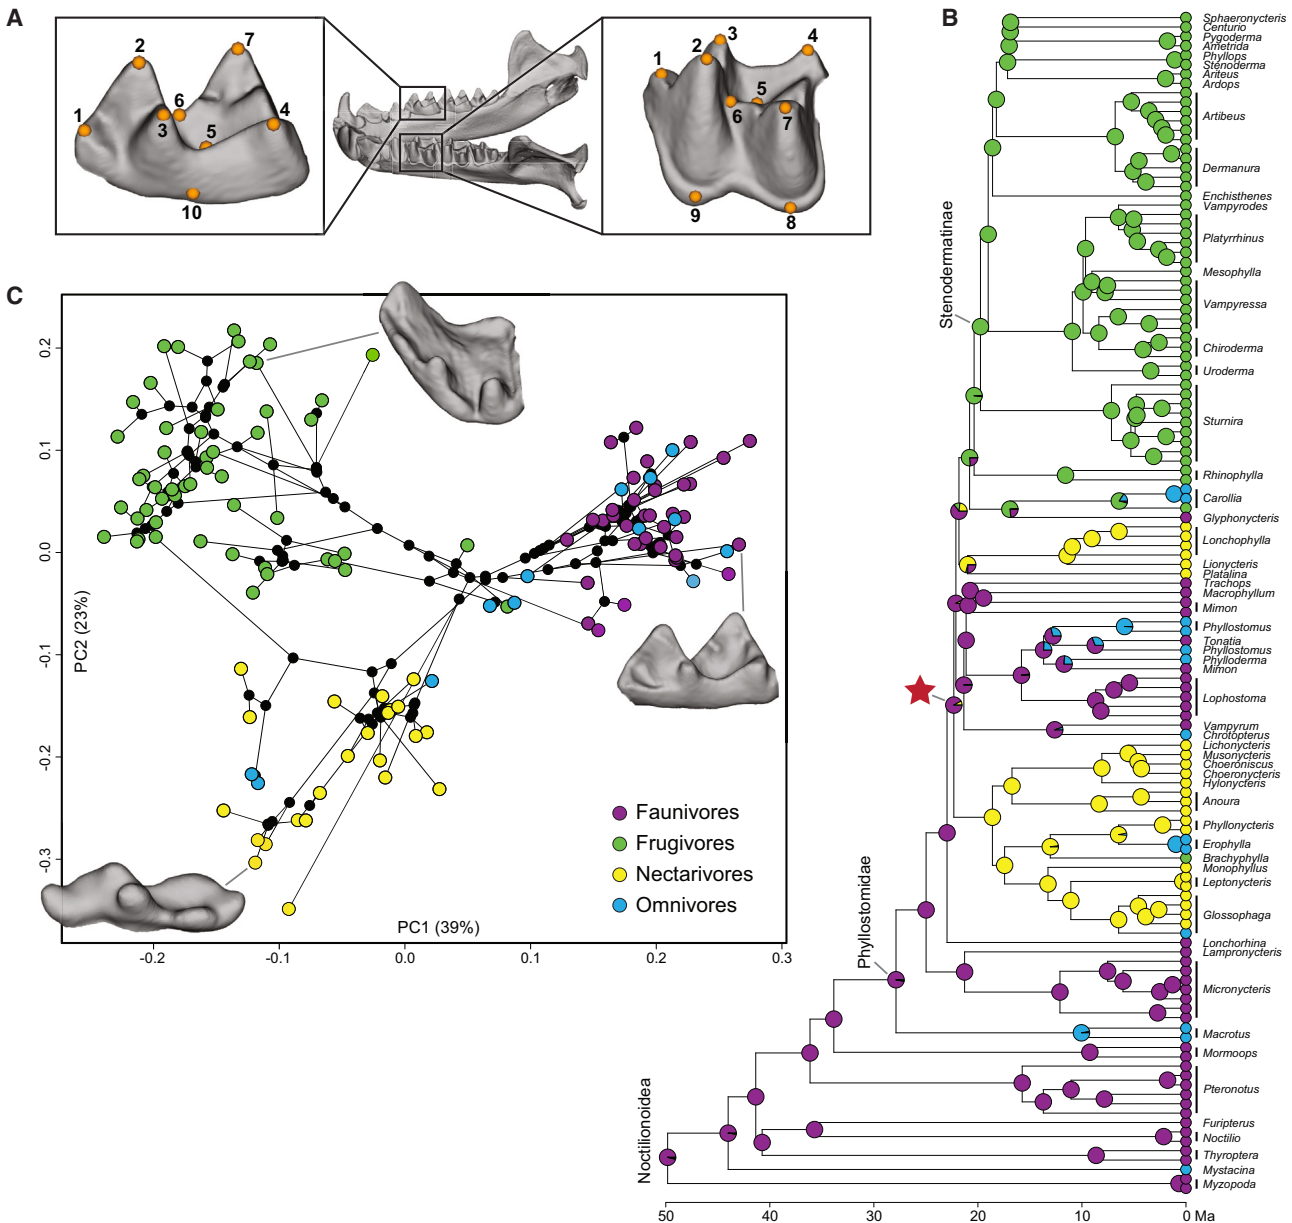 A
2
7
1
3
6
5
4
10
3
2
4
1
5
6
7
9
8
B
Sphaeronycteris
Centurio
Pygoderma
Ametrida
Phyllops
Stenoderma
Ariteus
Ardops
Artibeus
Dermanura
Enchisthenes
Vampyrodes
Platyrrhinus
Mesophylla
Vampyressa
Chiroderma
Uroderma
Sturnira
Rhinophylla
Carollia
Glyphonycteris
Lonchophylla
Lionycteris
Platalina
Trachops
Macrophyllum
Mimon
Phyllostomus
Tonatia
Phyllostomus
Phylloderma
Mimon
Lophostoma
Vampyrum
Chrotopterus
Lichonycteris
Musonycteris
Choeroniscus
Choeronycteris
Hylonycteris
Anoura
Phyllonycteris
Erophylla
Brachyphylla
Monophyllus
Leptonycteris
Glossophaga
Lonchorhina
Lampronycteris
Micronycteris
Macrotus
Mormoops
Pteronotus
Furipterus
Noctilio
Thyroptera
Mystacina
Myzopoda
Stenodermatinae
Phyllostomidae
Noctilionoidea
50 40 30 20 10 0 Ma
C
PC2 (23%)
0.2
0.1
0.0
-0.1
-0.2
-0.3
Faunivores
Frugivores
Nectarivores
Omnivores
PC1 (39%)
-0.2 -0.1 0.0 0.1 0.2 0.3